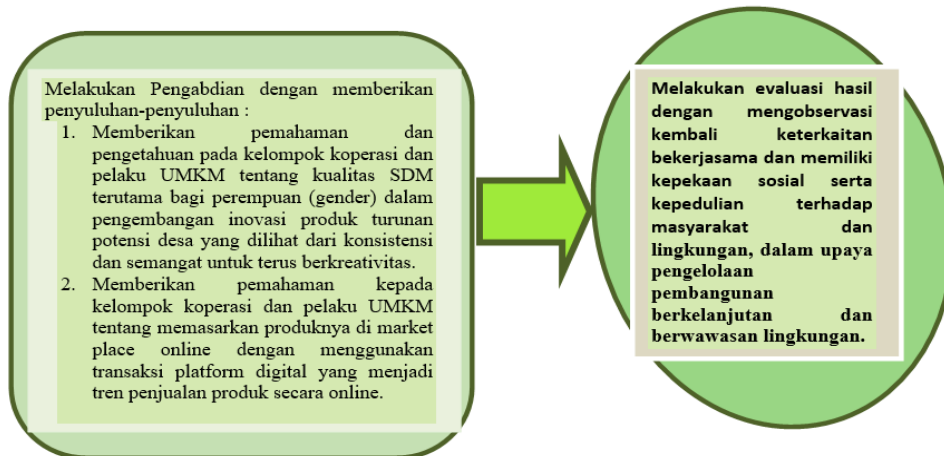 Melakukan Pengabdian dengan memberikan
penyuluhan-penyuluhan :
1. Memberikan pemahaman dan
pengetahuan pada kelompok koperasi dan
pelaku UMKM tentang kualitas SDM
terutama bagi perempuan (gender) dalam
pengembangan inovasi produk turunan
potensi desa yang dilihat dari konsistensi
dan semangat untuk terus berkreativitas.
2. Memberikan pemahaman kepada
kelompok koperasi dan pelaku UMKM
tentang memasarkan produknya di market
place online dengan menggunakan
transaksi platform digital yang menjadi
tren penjualan produk secara online.
Melakukan evaluasi hasil
dengan mengobservasi
kembali keterkaitan
bekerjasama dan memiliki
kepekaan sosial serta
kepedulian terhadap
masyarakat dan
lingkungan, dalam upaya
pengelolaan
pembangunan
berkelanjutan dan
berwawasan lingkungan.